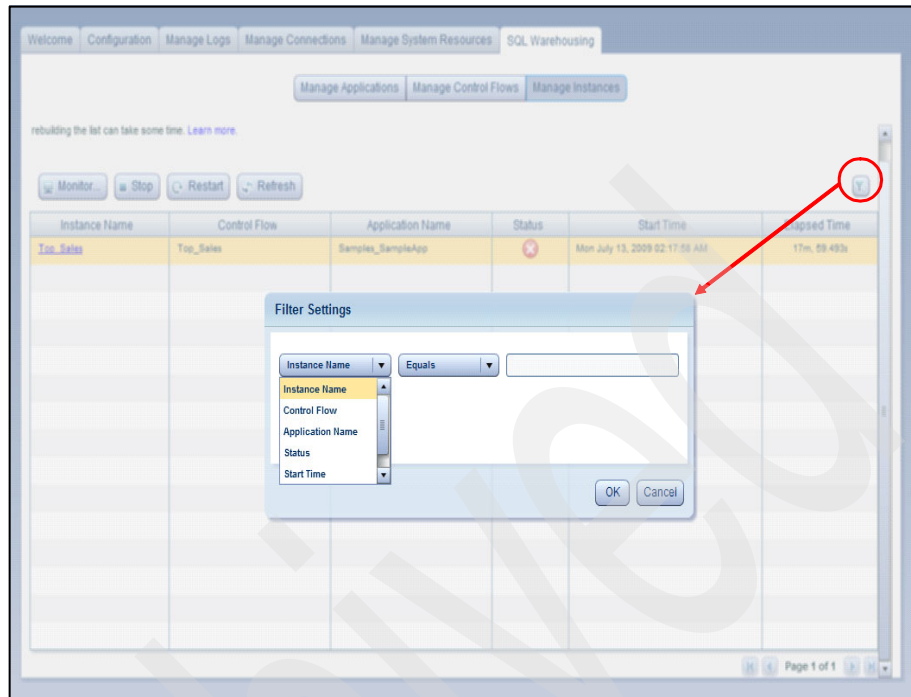 Welcome Configuration Manage Logs Manage Connections Manage System Resources SQL Warehousing
Manage Applications Manage Control Flows Manage Instances
rebuilding the list can take some time. Learn more.
Monitor... Stop Restart Refresh
Instance Name Control Flow Application Name Status Start Time Elapsed Time
Top_Sales Top_Sales Samples_SampleApp Mon July 13, 2009 02:17:58 AM 17m, 59.493s
Filter Settings
Instance Name Equals
Instance Name
Control Flow
Application Name
Status
Start Time
OK Cancel
Page 1 of 1